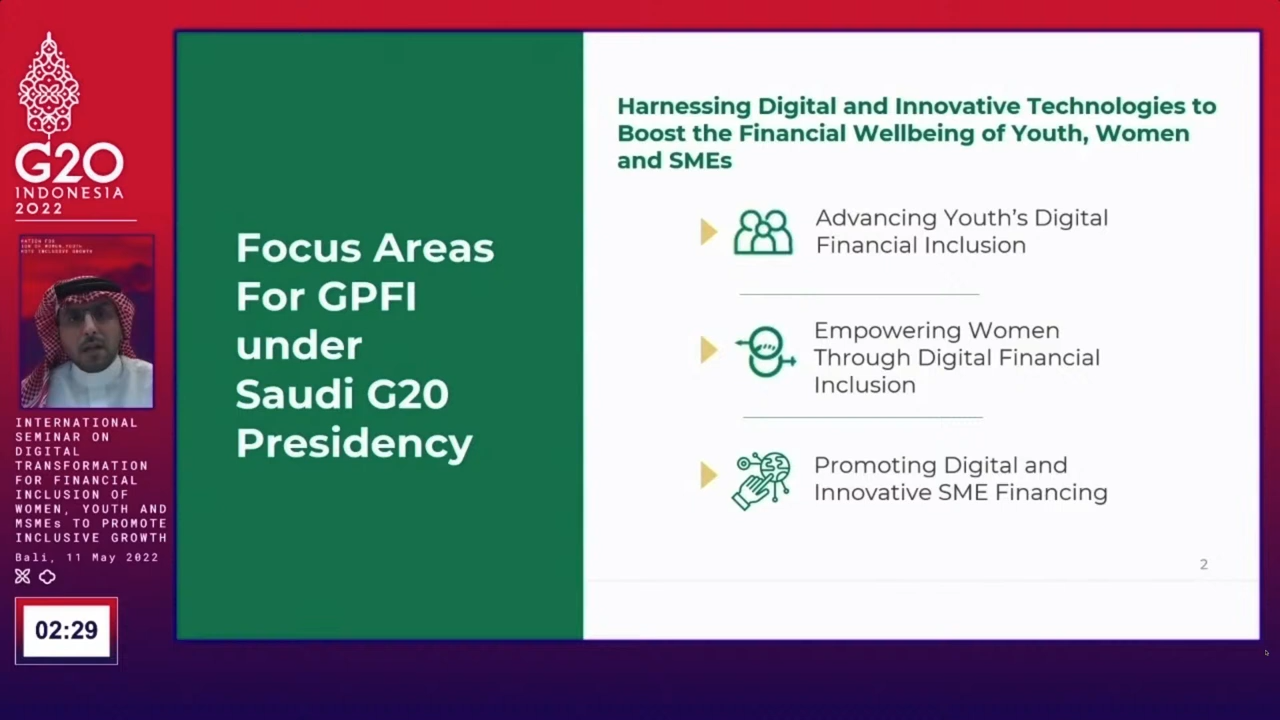 G20
INDONESIA
2022
INTERNATIONAL
SEMINAR ON
DIGITAL
TRANSFORMATION
FOR FINANCIAL
INCLUSION OF
WOMEN, YOUTH AND
MSMEs TO PROMOTE
INCLUSIVE GROWTH
Bali, 11 May 2022
02:29
Focus Areas
For GPFI
under
Saudi G20
Presidency
Harnessing Digital and Innovative Technologies to
Boost the Financial Wellbeing of Youth, Women
and SMEs
Advancing Youth's Digital
Financial Inclusion
Empowering Women
Through Digital Financial
Inclusion
Promoting Digital and
Innovative SME Financing
2